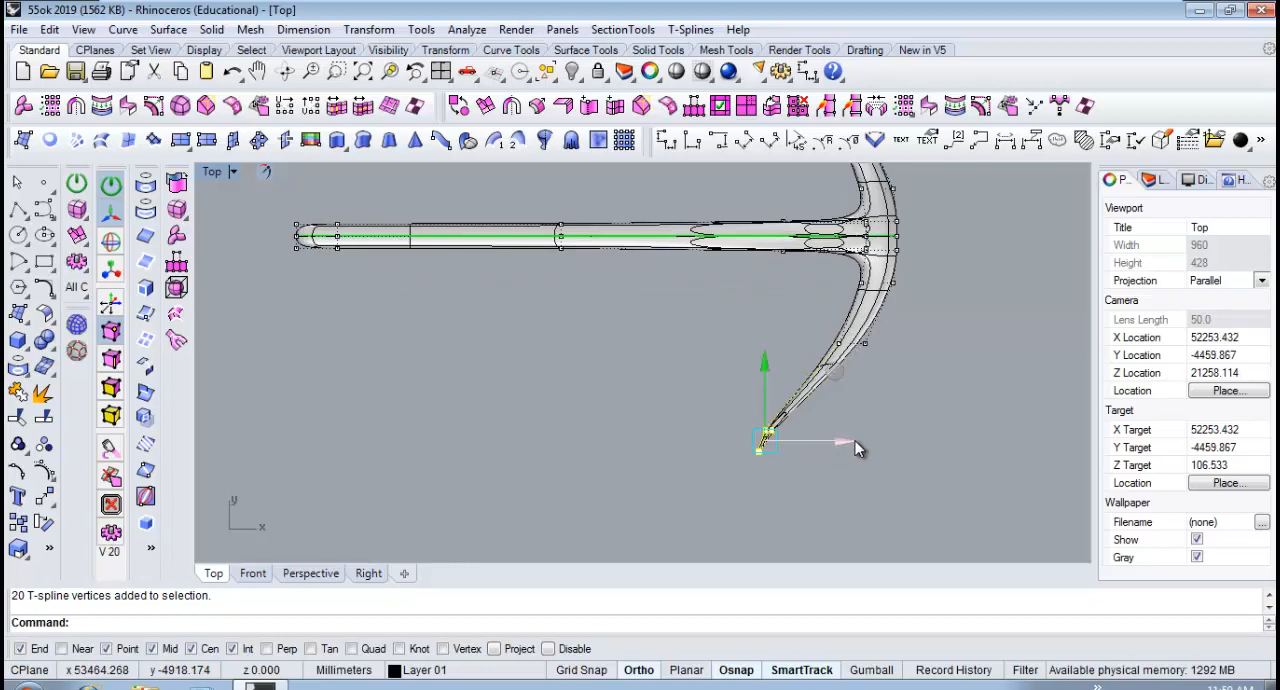 55ok 2019 (1562 KB) - Rhinoceros (Educational) - [Top]
File Edit View Curve Surface Solid Mesh Dimension Transform Tools Analyze Render Panels SectionTools T-Splines Help
Standard CPlanes Set View Display Select Viewport Layout Visibility Transform Curve Tools Surface Tools Solid Tools Mesh Tools Render Tools Drafting New in V5
TEXT TEXT
Top
P... L... Di... H...
Viewport
Title Top
Width 960
Height 428
Projection Parallel
Camera
Lens Length 50.0
X Location 52253.432
Y Location -4459.867
Z Location 21258.114
Location Place...
Target
X Target 52253.432
Y Target -4459.867
Z Target 106.533
Location Place...
Wallpaper
Filename (none) ...
Show
Gray
All C
V 20
y
x
Top Front Perspective Right
20 T-spline vertices added to selection.
Command:
End Near Point Mid Cen Int Perp Tan Quad Knot Vertex Project Disable
CPlane x 53464.268 y -4918.174 z 0.000 Millimeters Layer 01 Grid Snap Ortho Planar Osnap SmartTrack Gumball Record History Filter Available physical memory: 1292 MB